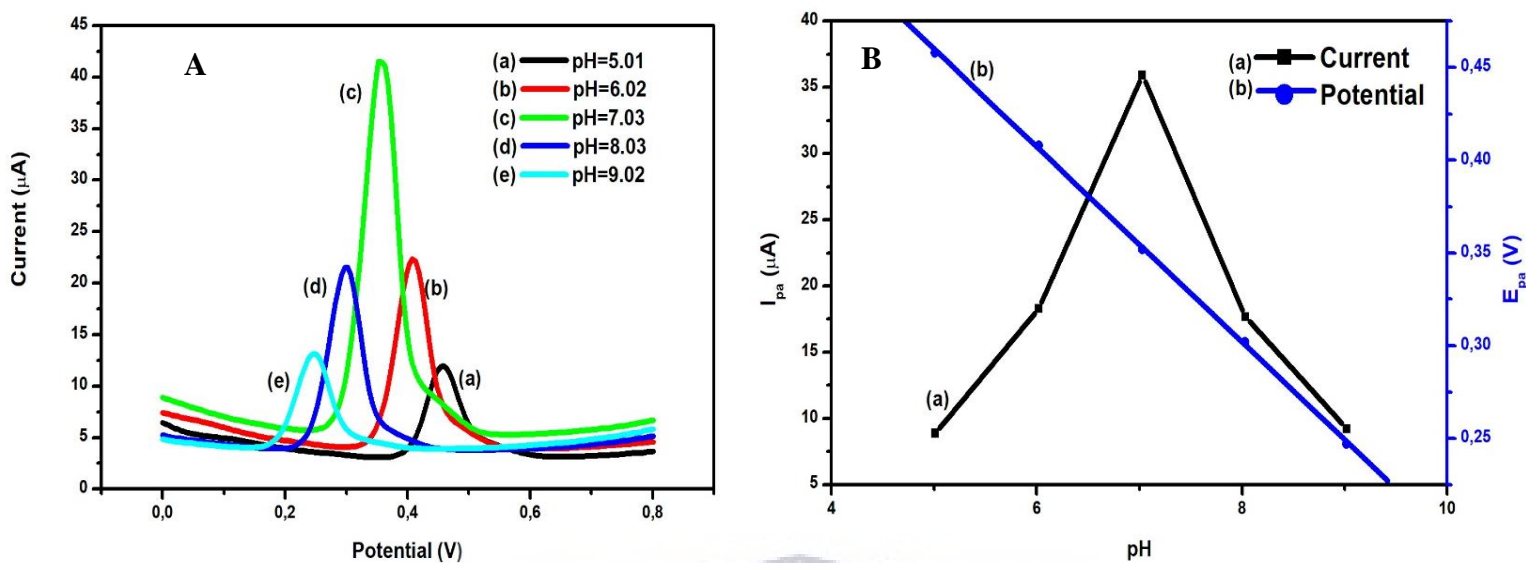 A
(a) pH=5.01
(b) pH=6.02
(c) pH=7.03
(d) pH=8.03
(e) pH=9.02
(c)
(d)
(b)
(e)
(a)
45
40
35
30
25
20
15
10
5
0
Current (μA)
0,0 0,2 0,4 0,6 0,8
Potential (V)
B
(a) Current
(b) Potential
(b)
(a)
40
35
30
25
20
15
10
5
I pa (μA)
0,45
0,40
0,35
0,30
0,25
E pa (V)
4 6 8 10
pH